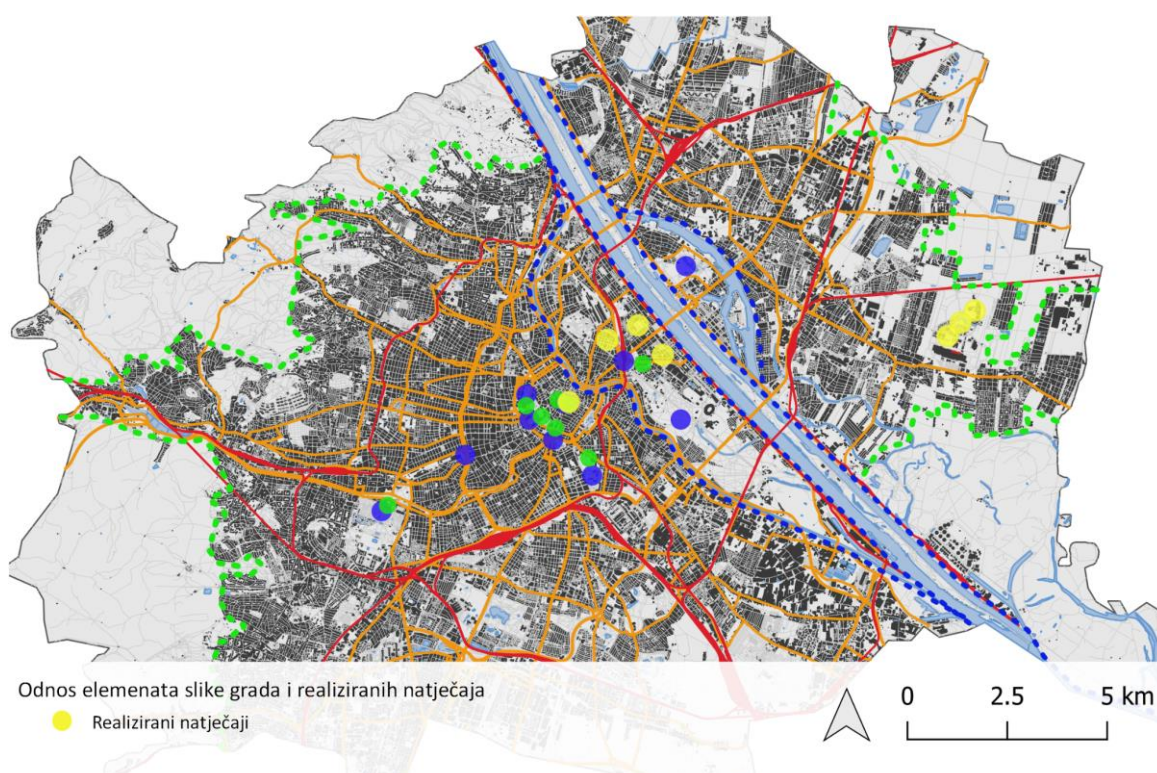 Odnos elemenata slike grada i realiziranih natječaja
Realizirani natječaji
0 2.5 5 km